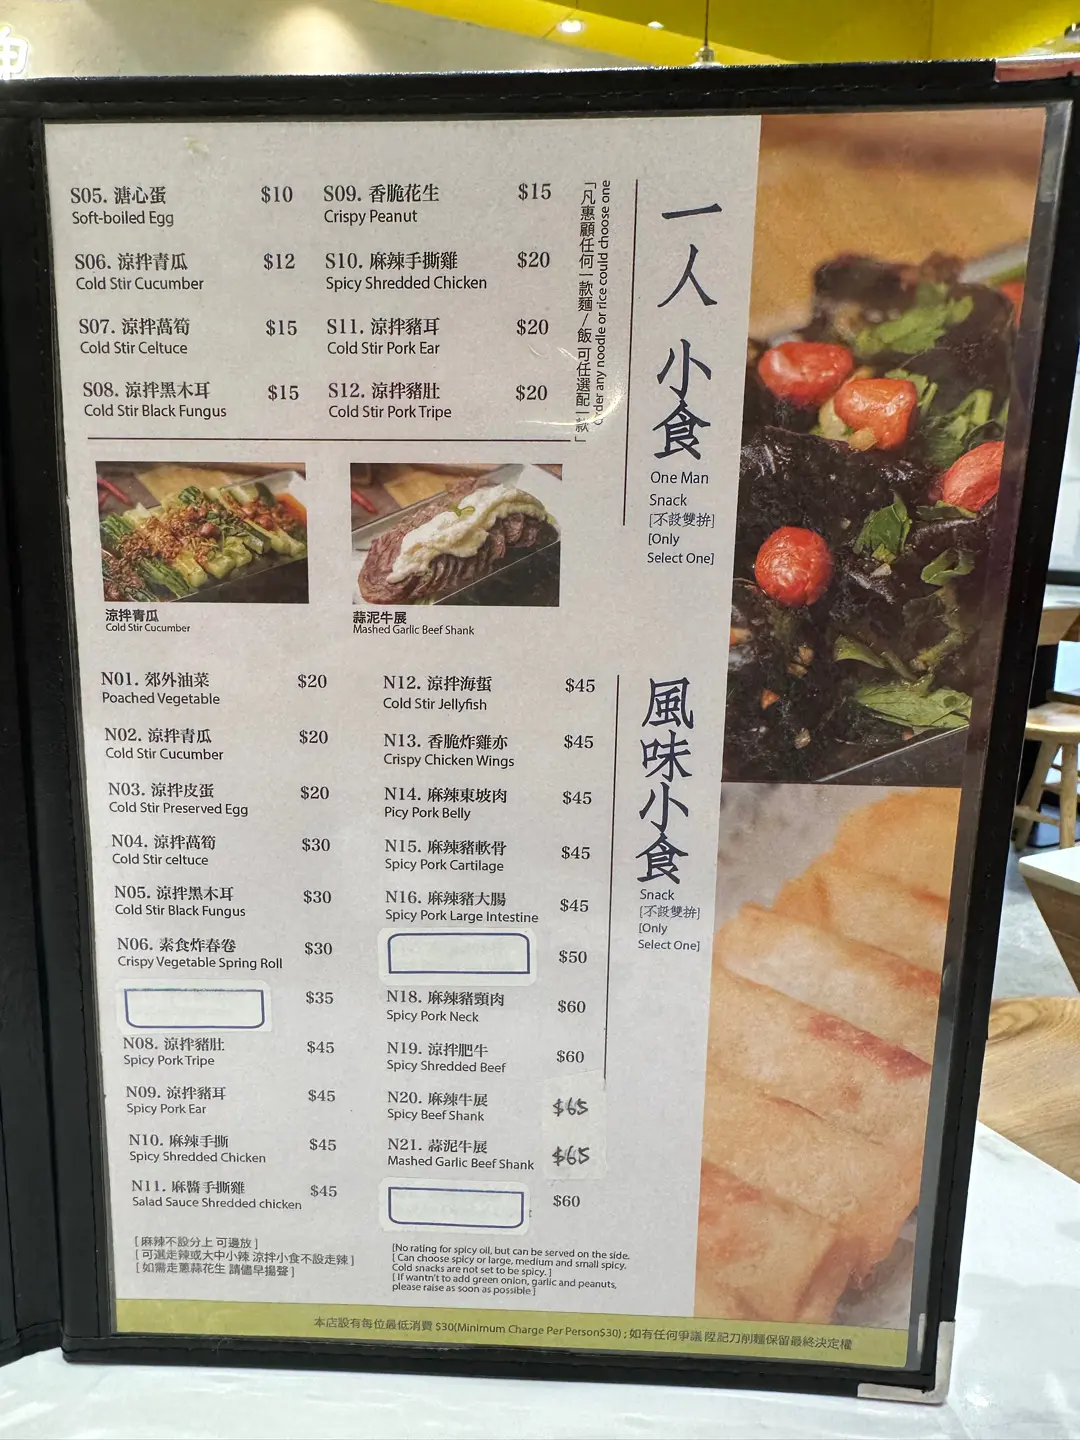 S05. 溏心蛋 $10
Soft-boiled Egg
S06. 涼拌青瓜 $12
Cold Stir Cucumber
S07. 涼拌萵筍 $15
Cold Stir Celtuce
S08. 涼拌黑木耳 $15
Cold Stir Black Fungus
S09. 香脆花生 $15
Crispy Peanut
S10. 麻辣手撕雞 $20
Spicy Shredded Chicken
S11. 涼拌豬耳 $20
Cold Stir Pork Ear
S12. 涼拌豬肚 $20
Cold Stir Pork Tripe
「凡惠顧任何一款麵/飯可任選配一款」
Order any noodle or rice could choose one
一人小食
One Man
Snack
[不設雙拚]
[Only
Select One]
涼拌青瓜
Cold Stir Cucumber
蒜泥牛展
Mashed Garlic Beef Shank
N01. 郊外油菜 $20
Poached Vegetable
N02. 涼拌青瓜 $20
Cold Stir Cucumber
N03. 涼拌皮蛋 $20
Cold Stir Preserved Egg
N04. 涼拌萵筍 $30
Cold Stir celtuce
N05. 涼拌黑木耳 $30
Cold Stir Black Fungus
N06. 素食炸春卷 $30
Crispy Vegetable Spring Roll
$35
N08. 涼拌豬肚 $45
Spicy Pork Tripe
N09. 涼拌豬耳 $45
Spicy Pork Ear
N10. 麻辣手撕 $45
Spicy Shredded Chicken
N11. 麻醬手撕雞 $45
Salad Sauce Shredded chicken
N12. 涼拌海蜇 $45
Cold Stir Jellyfish
N13. 香脆炸雞亦 $45
Crispy Chicken Wings
N14. 麻辣東坡肉 $45
Picy Pork Belly
N15. 麻辣豬軟骨 $45
Spicy Pork Cartilage
N16. 麻辣豬大腸 $45
Spicy Pork Large Intestine
$50
N18. 麻辣豬頸肉 $60
Spicy Pork Neck
N19. 涼拌肥牛 $60
Spicy Shredded Beef
N20. 麻辣牛展 $65
Spicy Beef Shank
N21. 蒜泥牛展 $65
Mashed Garlic Beef Shank
$60
風味小食
Snack
[不設雙拚]
[Only
Select One]
[ 麻辣不設分上 可邊放 ]
[ 可選走辣或大中小辣 涼拌小食不設走辣 ]
[ 如需走蔥蒜花生 請儘早揚聲 ]
[No rating for spicy oil, but can be served on the side.
[ Can choose spicy or large, medium and small spicy.
Cold snacks are not set to be spicy. ]
[ If wantn't to add green onion, garlic and peanuts,
please raise as soon as possible ]
本店設有每位最低消費 $30(Minimum Charge Per Person$30) ; 如有任何爭議 陞記刀削麵保留最終決定權